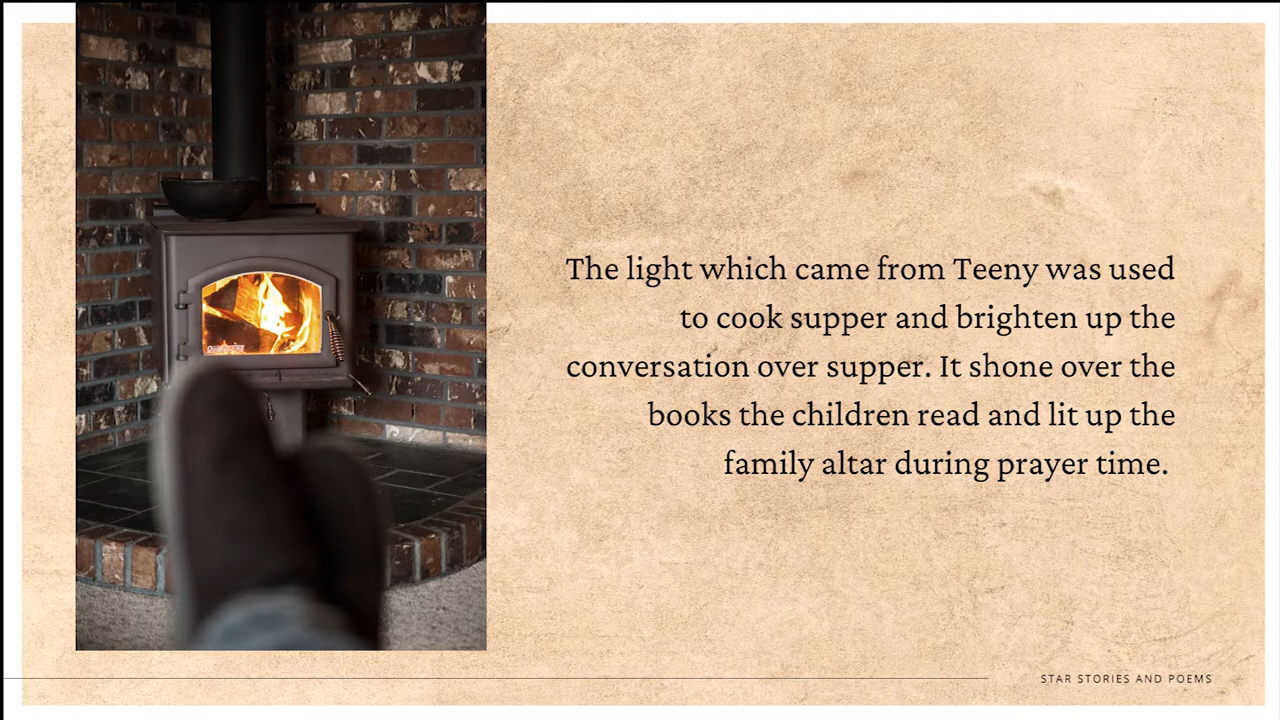 The light which came from Teeny was used
to cook supper and brighten up the
conversation over supper. It shone over the
books the children read and lit up the
family altar during prayer time.
STAR STORIES AND POEMS